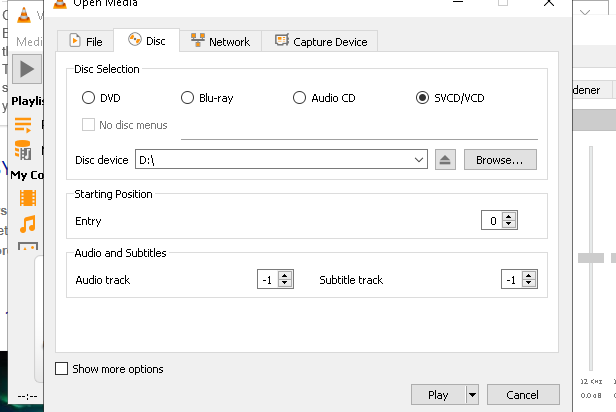 Open Media
Medi
File
Disc
Network
Capture Device
dener
Disc Selection
DVD
Blu-ray
Audio CD
SVCD/VCD
Playlis
No disc menus
Disc device
D:\
Browse...
My Co
Starting Position
Entry
0
Audio and Subtitles
Audio track
-1
Subtitle track
-1
Show more options
12 KHz
--:--
Play
Cancel
0.0 dB